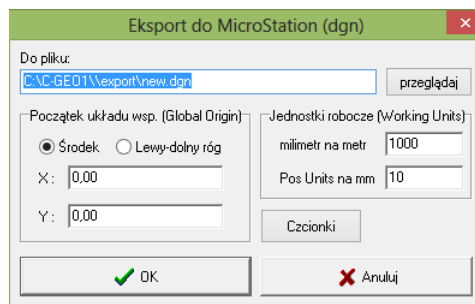 Eksport do MicroStation (dgn)
Do pliku:
C:\C-GEO1\\export\new.dgn
przeglądaj
Początek układu wsp. (Global Origin)
Środek
Lewy-dolny róg
X:
0,00
Y:
0,00
Jednostki robocze (Working Units)
milimetr na metr
1000
Pos Units na mm
10
Czcionki
OK
Anuluj